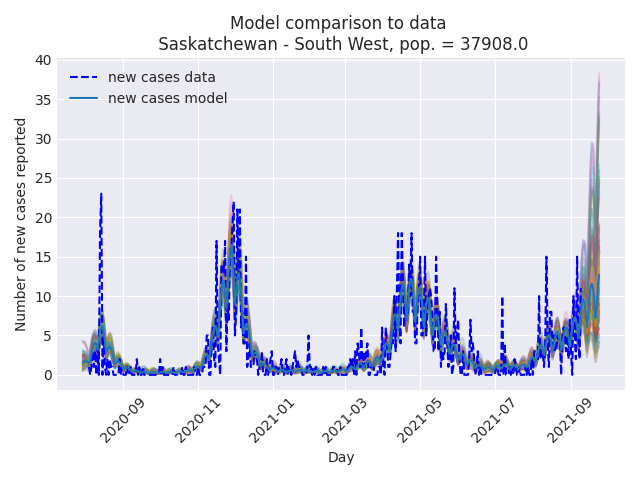 Model comparison to data
Saskatchewan - South West, pop. = 37908.0
new cases data
new cases model
Number of new cases reported
40
35
30
25
20
15
10
5
0
2020-09
2020-11
2021-01
2021-03
2021-05
2021-07
2021-09
Day